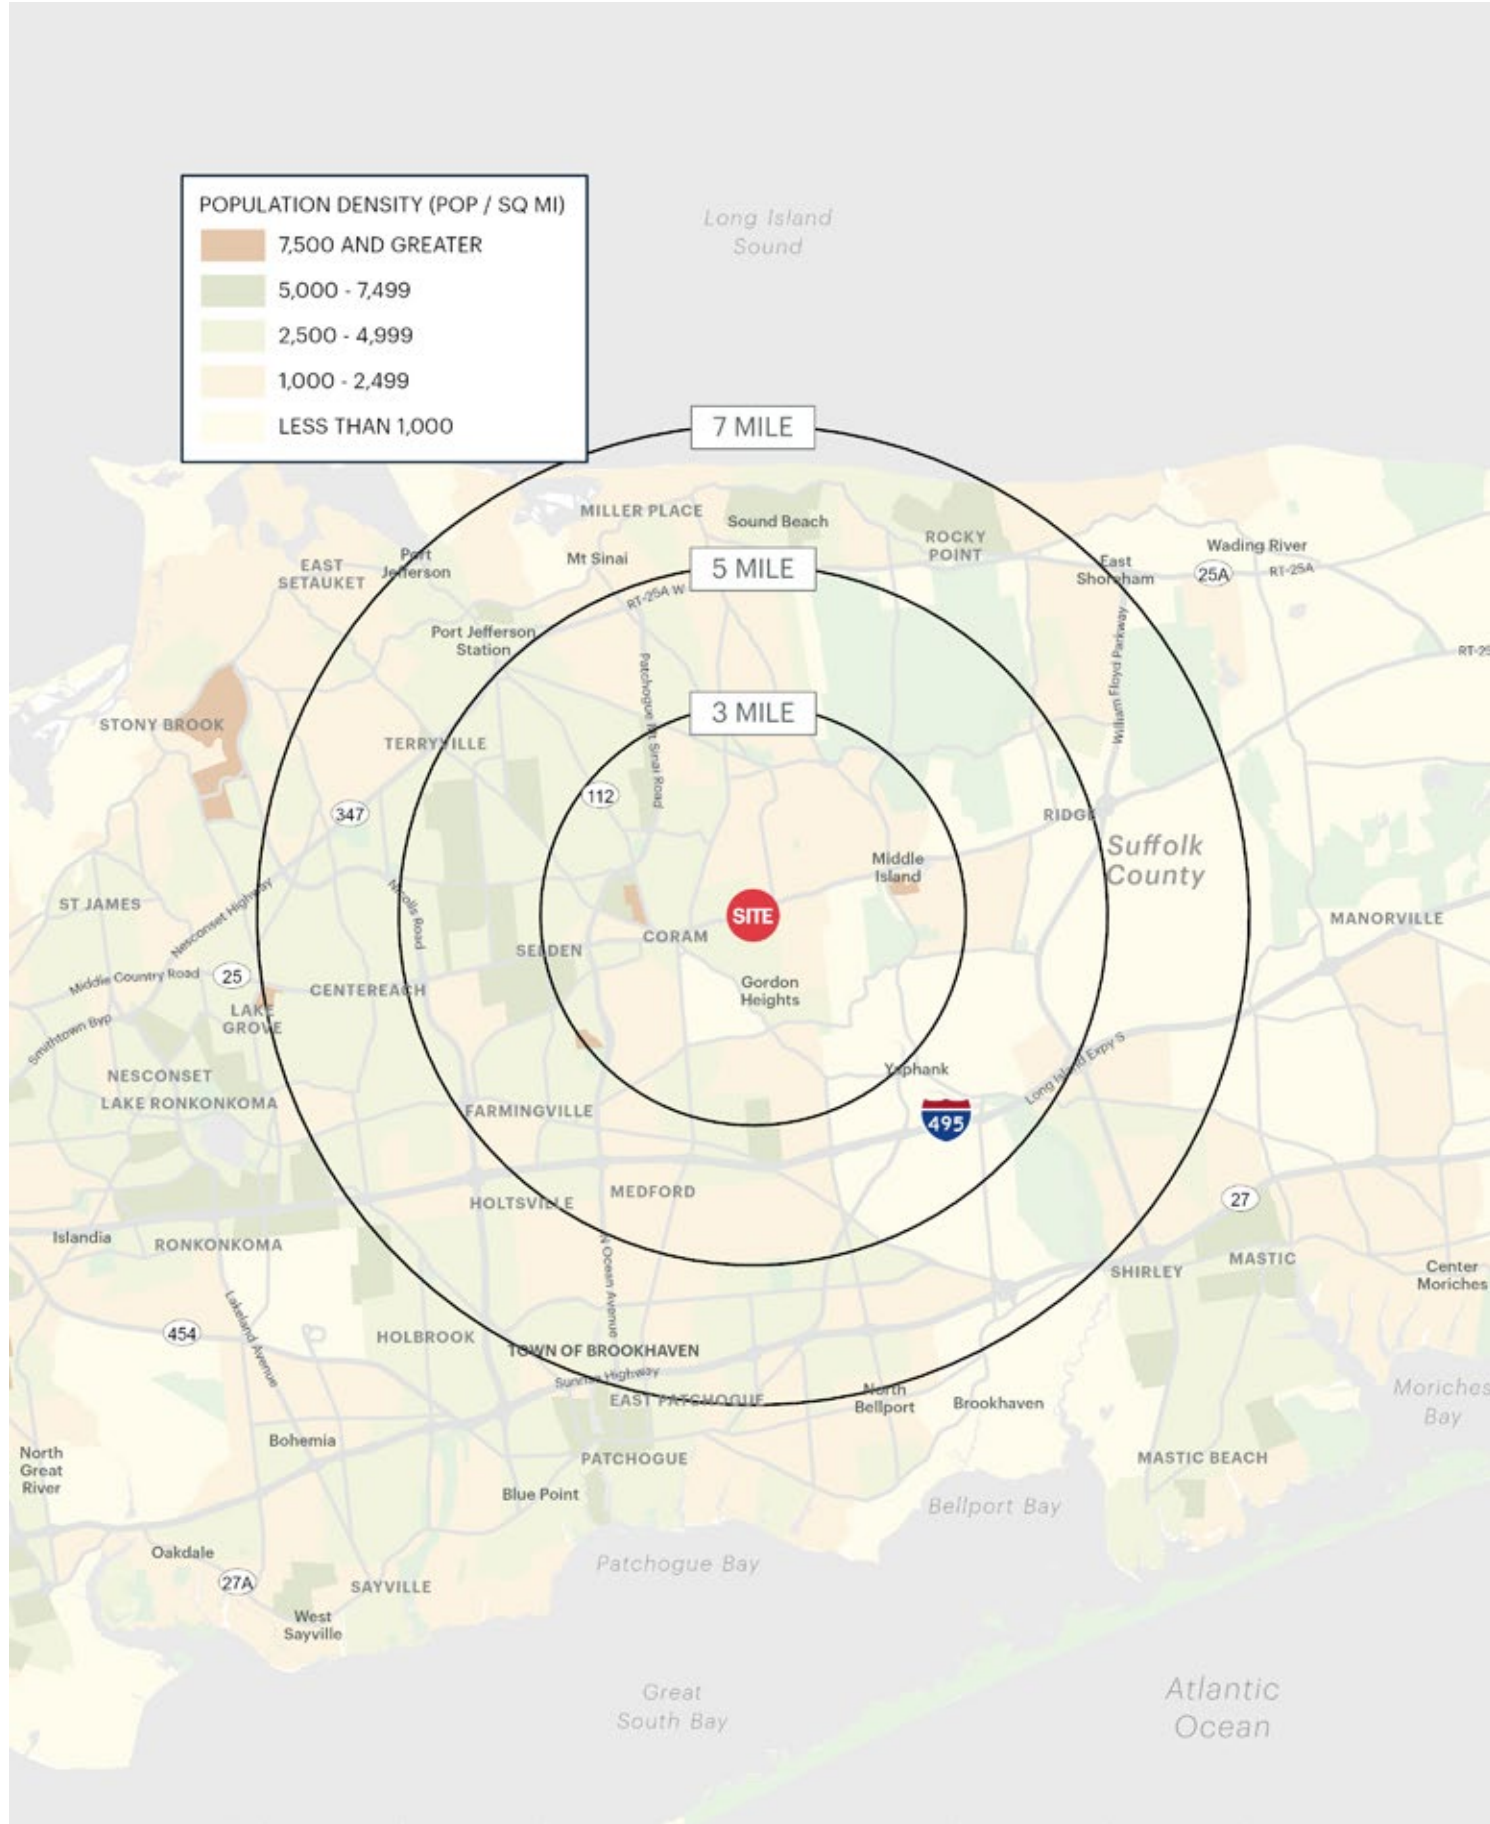 POPULATION DENSITY (POP / SQ MI)
7,500 AND GREATER
5,000 - 7,499
2,500 - 4,999
1,000 - 2,499
LESS THAN 1,000
Long Island
Sound
7 MILE
MILLER PLACE
Sound Beach
ROCKY
POINT
Mt Sinai
Port
Jefferson
EAST
SETAUKET
5 MILE
East
Shoreham
Wading River
25A
RT-25A
RT-25A W
Port Jefferson
Station
William Floyd Parkway
RT-25
Patchogue Mt Sinai Road
3 MILE
STONY BROOK
TERRYVILLE
112
347
RIDGE
Suffolk
County
Middle
Island
ST JAMES
Nesconset Highway
Nicolls Road
SITE
MANORVILLE
CORAM
SELDEN
Middle Country Road
25
CENTEREACH
Gordon
Heights
LAKE
GROVE
Smithtown Byp
NESCONSET
LAKE RONKONKOMA
Yaphank
Long Island Expy S
FARMINGVILLE
495
HOLTSVILLE
MEDFORD
27
Islandia
RONKONKOMA
N Ocean Avenue
SHIRLEY
MASTIC
Center
Moriches
454
Lakeland Avenue
HOLBROOK
TOWN OF BROOKHAVEN
Sunrise Highway
EAST PATCHOGUE
North
Bellport
Brookhaven
Moriches
Bay
Bohemia
North
Great
River
PATCHOGUE
MASTIC BEACH
Blue Point
Bellport Bay
Oakdale
Patchogue Bay
27A
SAYVILLE
West
Sayville
Great
South Bay
Atlantic
Ocean